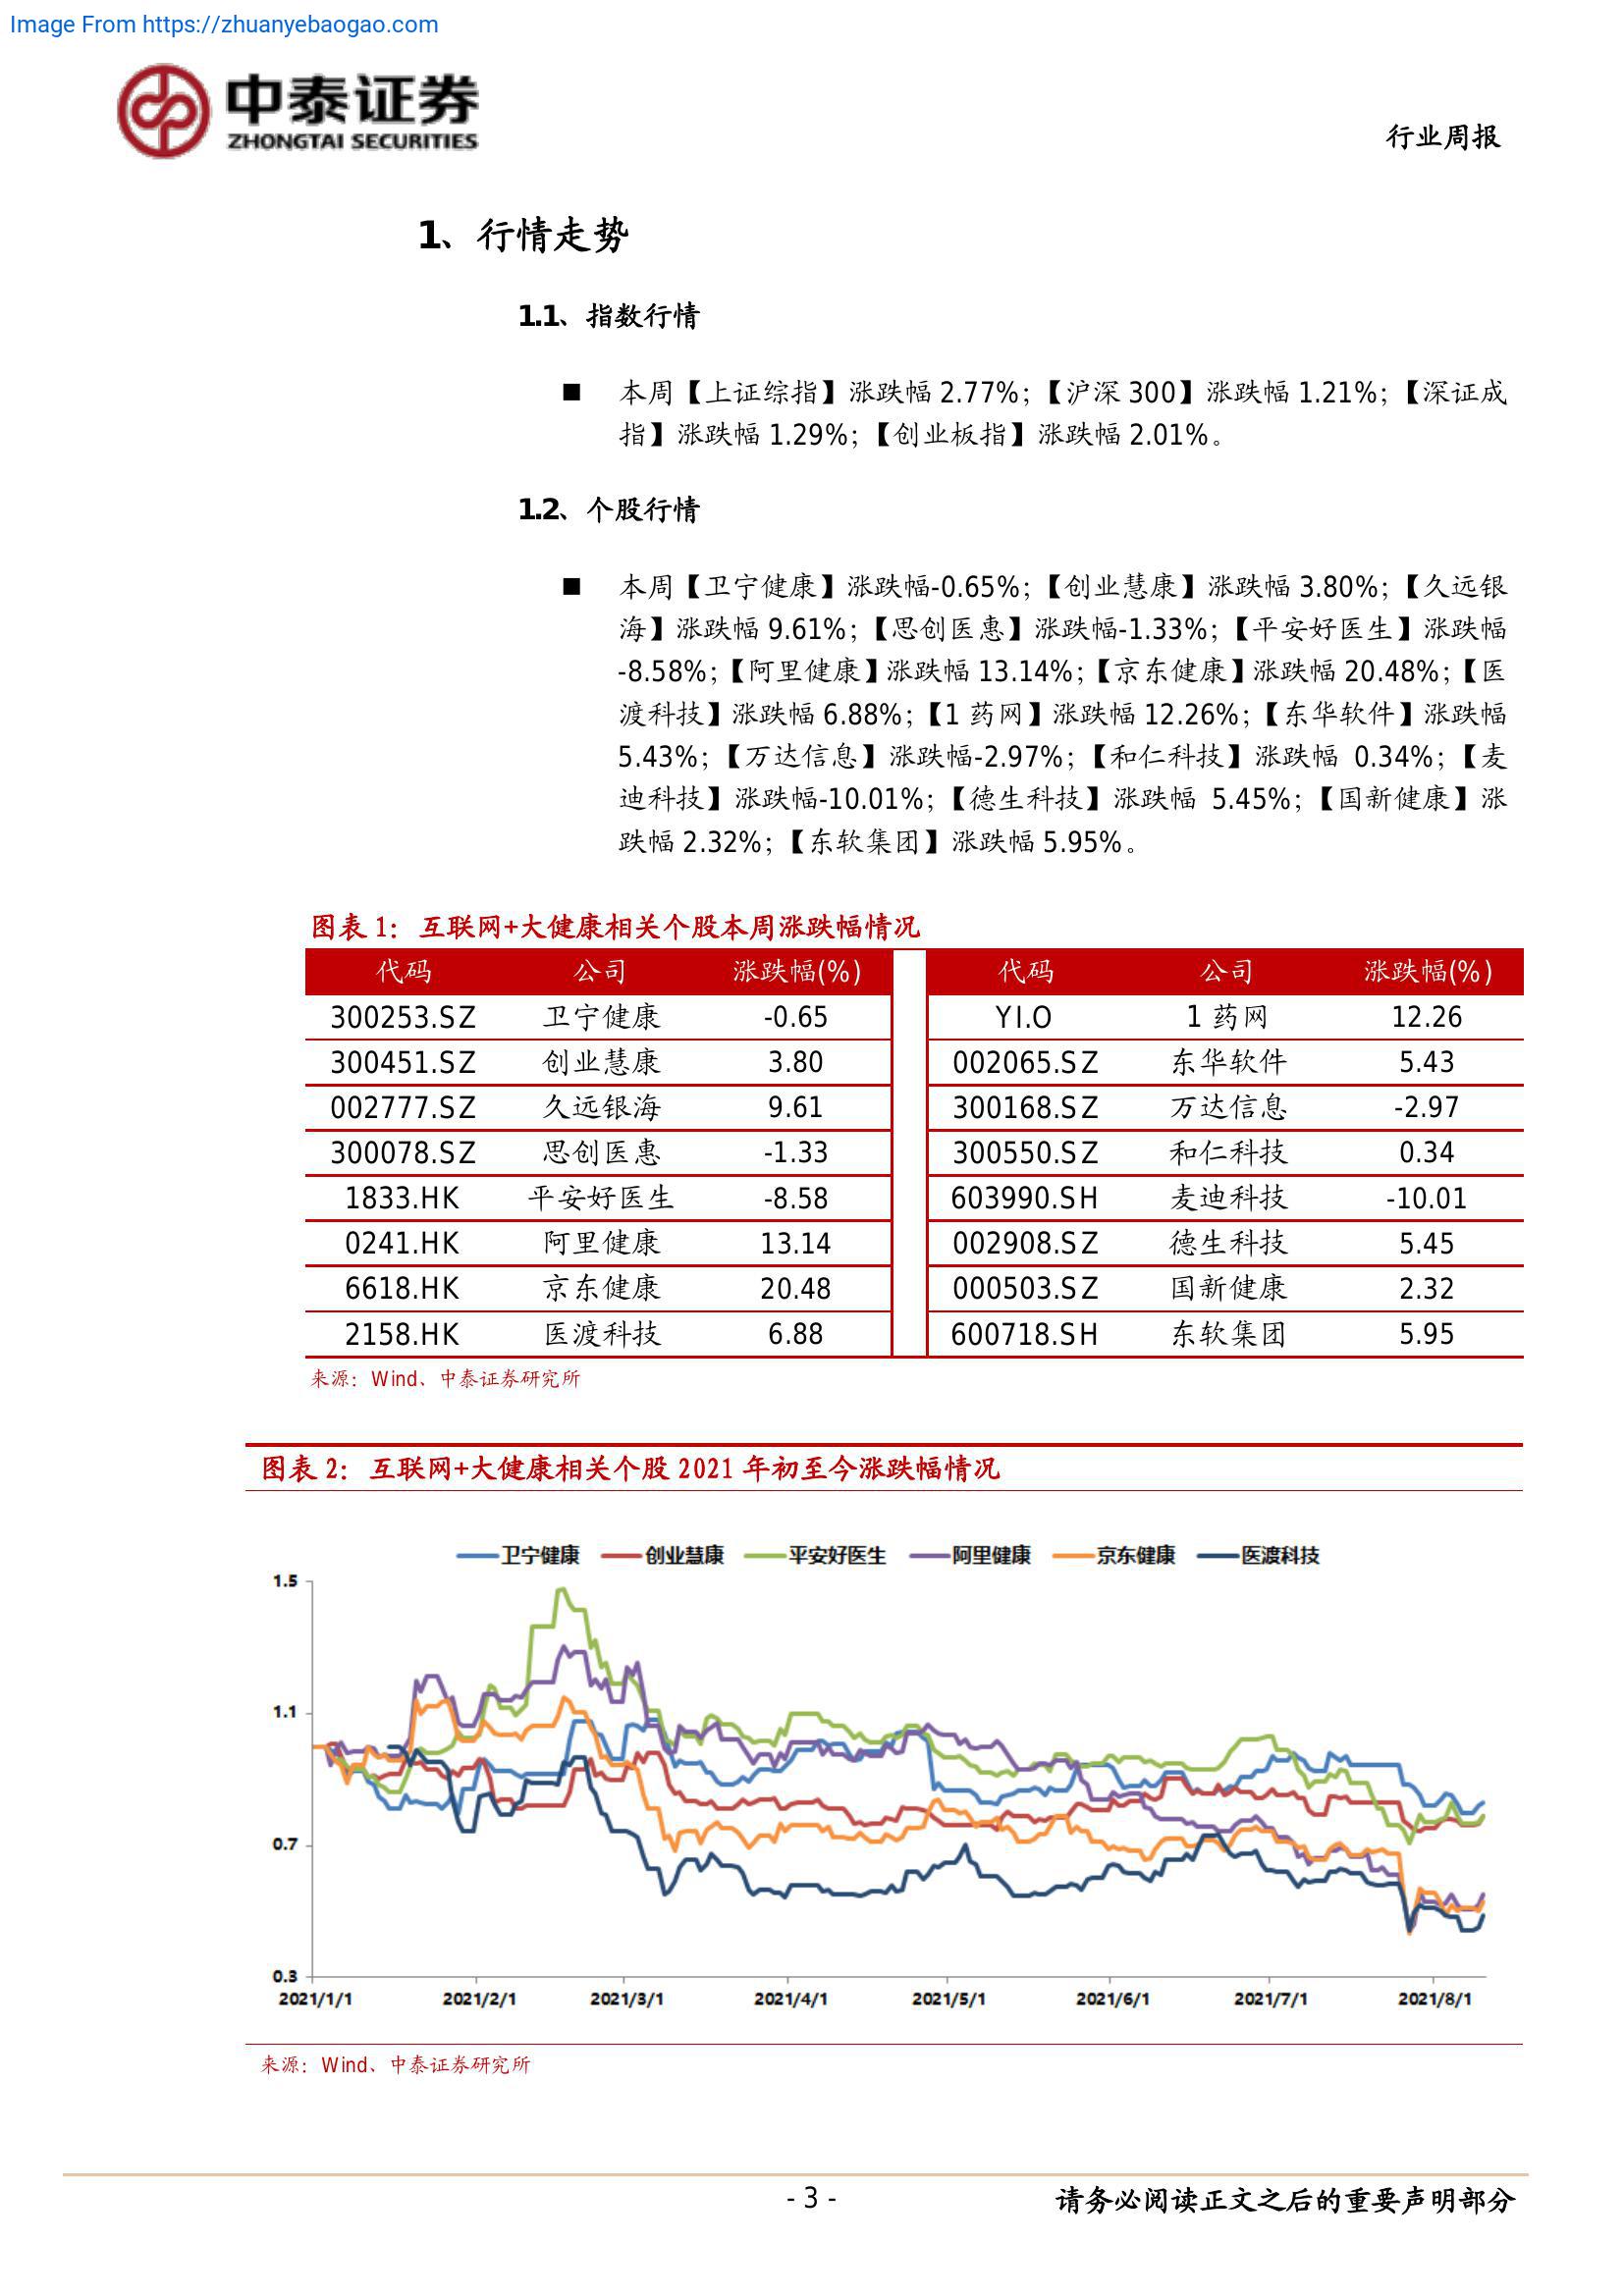 Image From https://zhuanyebaogao.com
中泰证券
ZHONGTAI SECURITIES
行业周报
1、行情走势
1.1、指数行情
■ 本周【上证综指】涨跌幅 2.77%；【沪深 300】涨跌幅 1.21%；【深证成
指】涨跌幅 1.29%；【创业板指】涨跌幅 2.01%。
1.2、个股行情
■ 本周【卫宁健康】涨跌幅-0.65%；【创业慧康】涨跌幅 3.80%；【久远银
海】涨跌幅 9.61%；【思创医惠】涨跌幅-1.33%；【平安好医生】涨跌幅
-8.58%；【阿里健康】涨跌幅 13.14%；【京东健康】涨跌幅 20.48%；【医
渡科技】涨跌幅 6.88%；【1 药网】涨跌幅 12.26%；【东华软件】涨跌幅
5.43%；【万达信息】涨跌幅-2.97%；【和仁科技】涨跌幅 0.34%；【麦
迪科技】涨跌幅-10.01%；【德生科技】涨跌幅 5.45%；【国新健康】涨
跌幅 2.32%；【东软集团】涨跌幅 5.95%。
图表 1：互联网+大健康相关个股本周涨跌幅情况
代码 公司 涨跌幅(%) 代码 公司 涨跌幅(%)
300253.SZ 卫宁健康 -0.65 YI.O 1 药网 12.26
300451.SZ 创业慧康 3.80 002065.SZ 东华软件 5.43
002777.SZ 久远银海 9.61 300168.SZ 万达信息 -2.97
300078.SZ 思创医惠 -1.33 300550.SZ 和仁科技 0.34
1833.HK 平安好医生 -8.58 603990.SH 麦迪科技 -10.01
0241.HK 阿里健康 13.14 002908.SZ 德生科技 5.45
6618.HK 京东健康 20.48 000503.SZ 国新健康 2.32
2158.HK 医渡科技 6.88 600718.SH 东软集团 5.95
来源：Wind、中泰证券研究所
图表 2：互联网+大健康相关个股 2021 年初至今涨跌幅情况
卫宁健康 创业慧康 平安好医生 阿里健康 京东健康 医渡科技
1.5
1.1
0.7
0.3
2021/1/1 2021/2/1 2021/3/1 2021/4/1 2021/5/1 2021/6/1 2021/7/1 2021/8/1
来源：Wind、中泰证券研究所
- 3 -
请务必阅读正文之后的重要声明部分